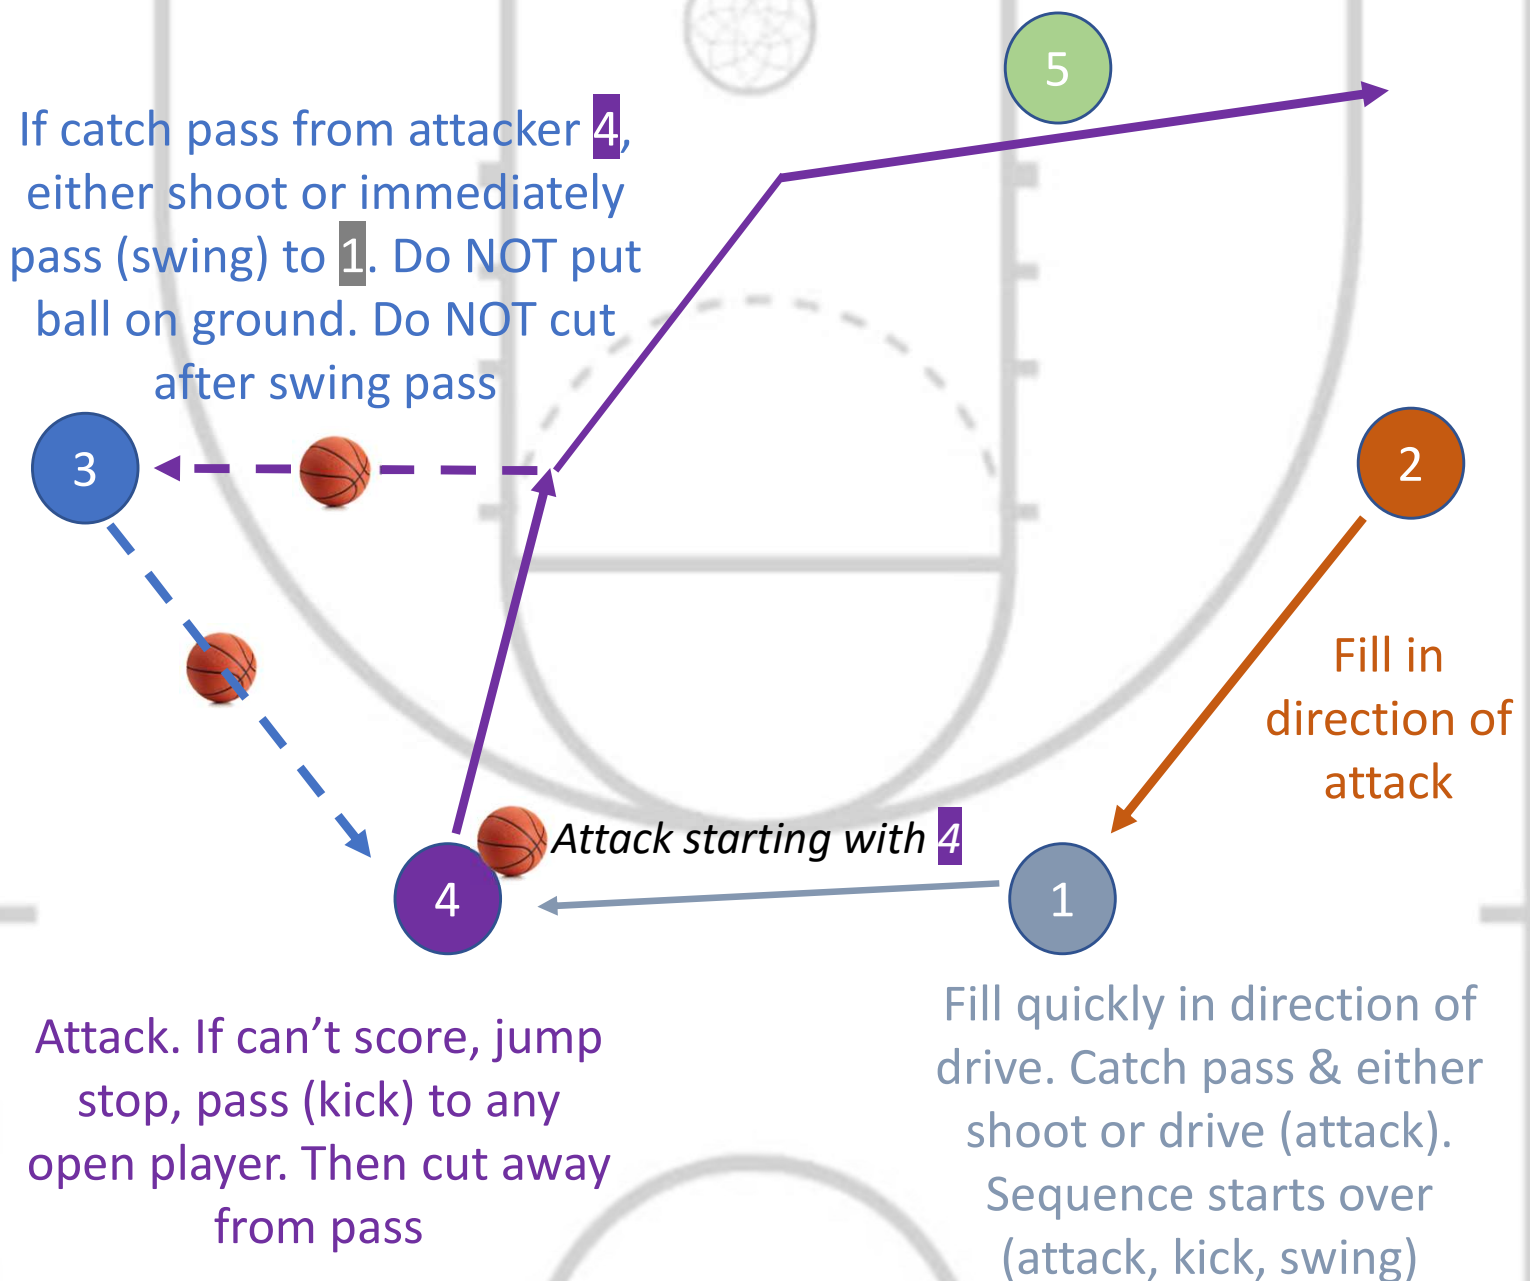 5
If catch pass from attacker 4,
either shoot or immediately
pass (swing) to 1. Do NOT put
ball on ground. Do NOT cut
after swing pass
3
2
Fill in
direction of
attack
Attack starting with 4
4
1
Attack. If can’t score, jump
stop, pass (kick) to any
open player. Then cut away
from pass
Fill quickly in direction of
drive. Catch pass & either
shoot or drive (attack).
Sequence starts over
(attack, kick, swing)